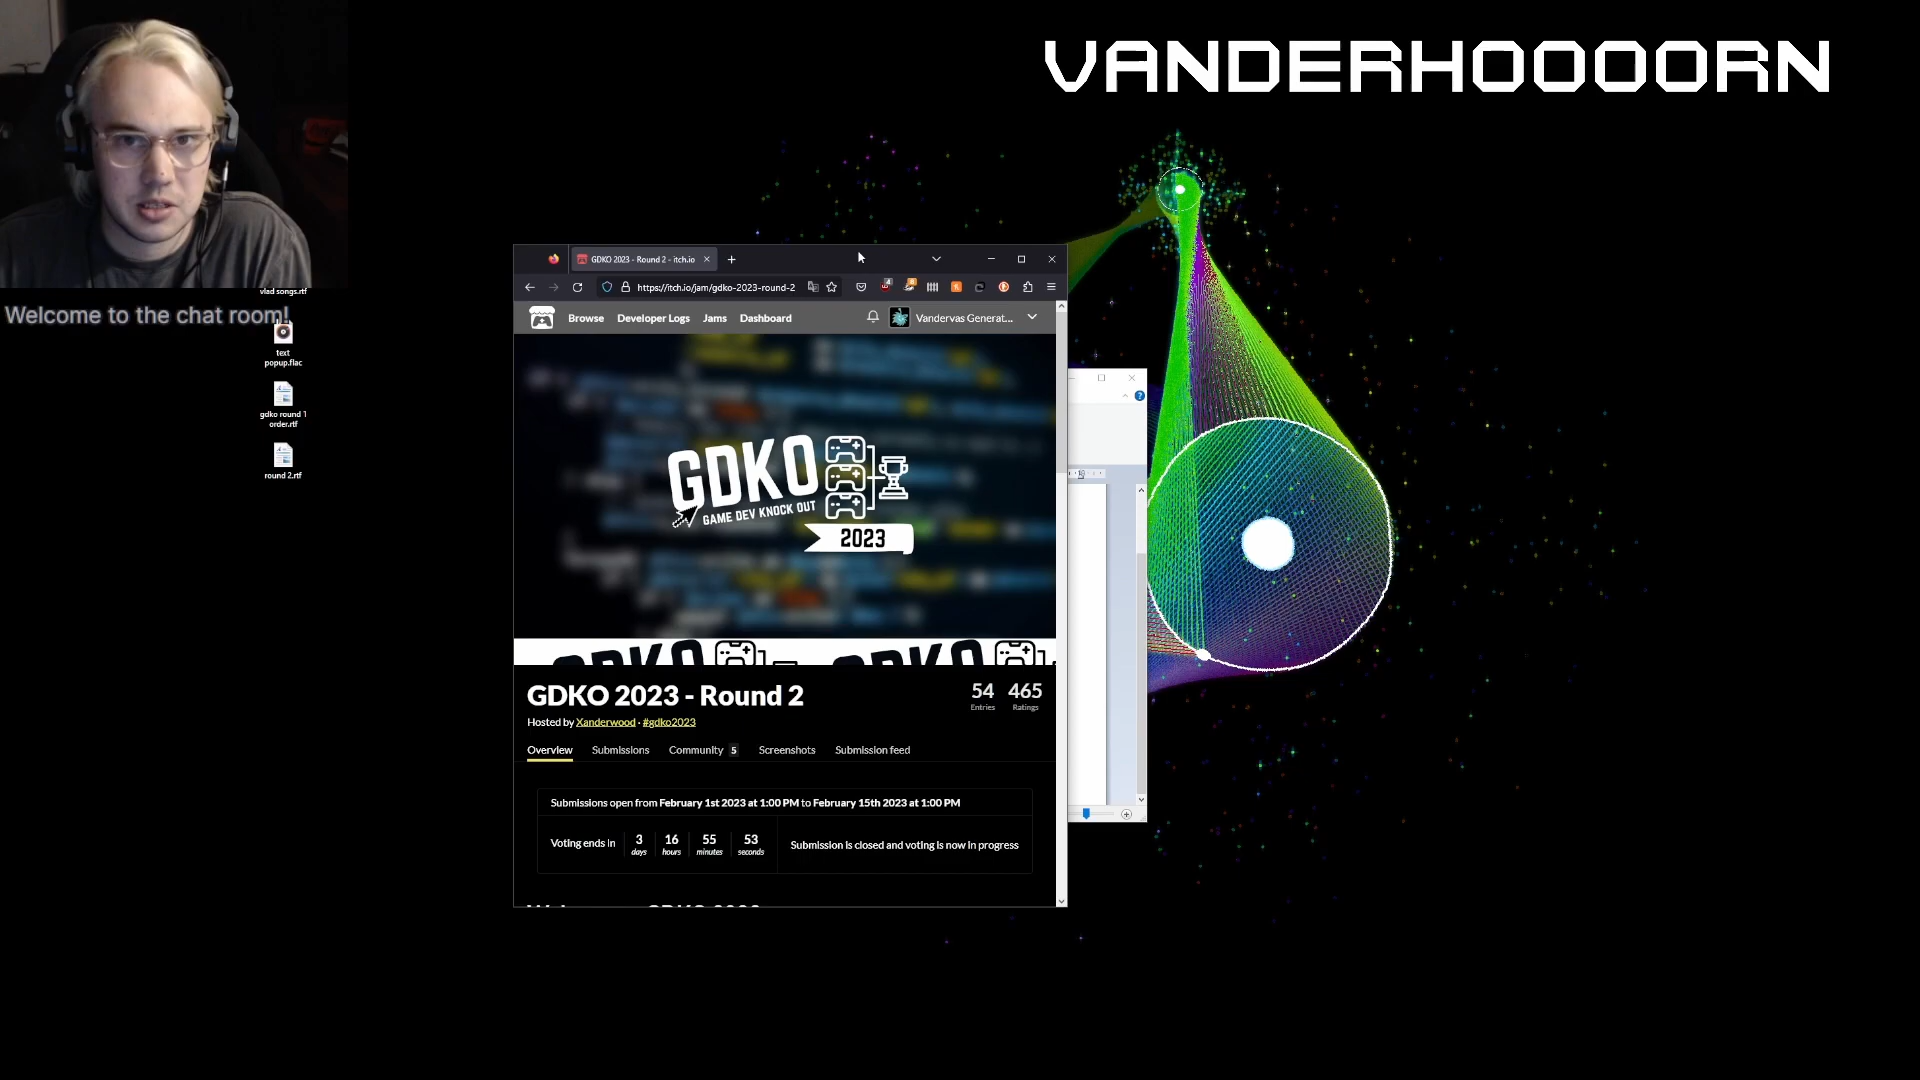 VANDERHOOOORN
vlad songs.rtf
Welcome to the chat room!
text
popup.flac
gdko round 1
order.rtf
round 2.rtf
GDKO 2023 - Round 2 - itch.io
https://itch.io/jam/gdko-2023-round-2
Browse Developer Logs Jams Dashboard Vandervas Generat...
GDKO
GAME DEV KNOCK OUT
2023
GDKO 2023 - Round 2
54 465
Entries Ratings
Hosted by Xanderwood · #gdko2023
Overview Submissions Community 5 Screenshots Submission feed
Submissions open from February 1st 2023 at 1:00 PM to February 15th 2023 at 1:00 PM
Voting ends in 3 16 55 53
days hours minutes seconds
Submission is closed and voting is now in progress